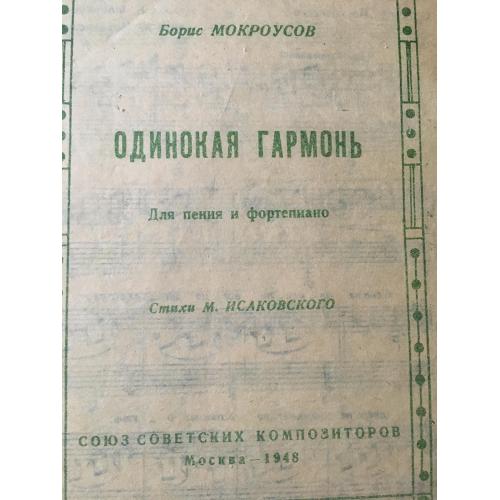 Борис МОКРОУСОВ
ОДИНОКАЯ ГАРМОНЬ
Для пения и фортепиано
Стихи М. ИСАКОВСКОГО
СОЮЗ СОВЕТСКИХ КОМПОЗИТОРОВ
Москва — 1948